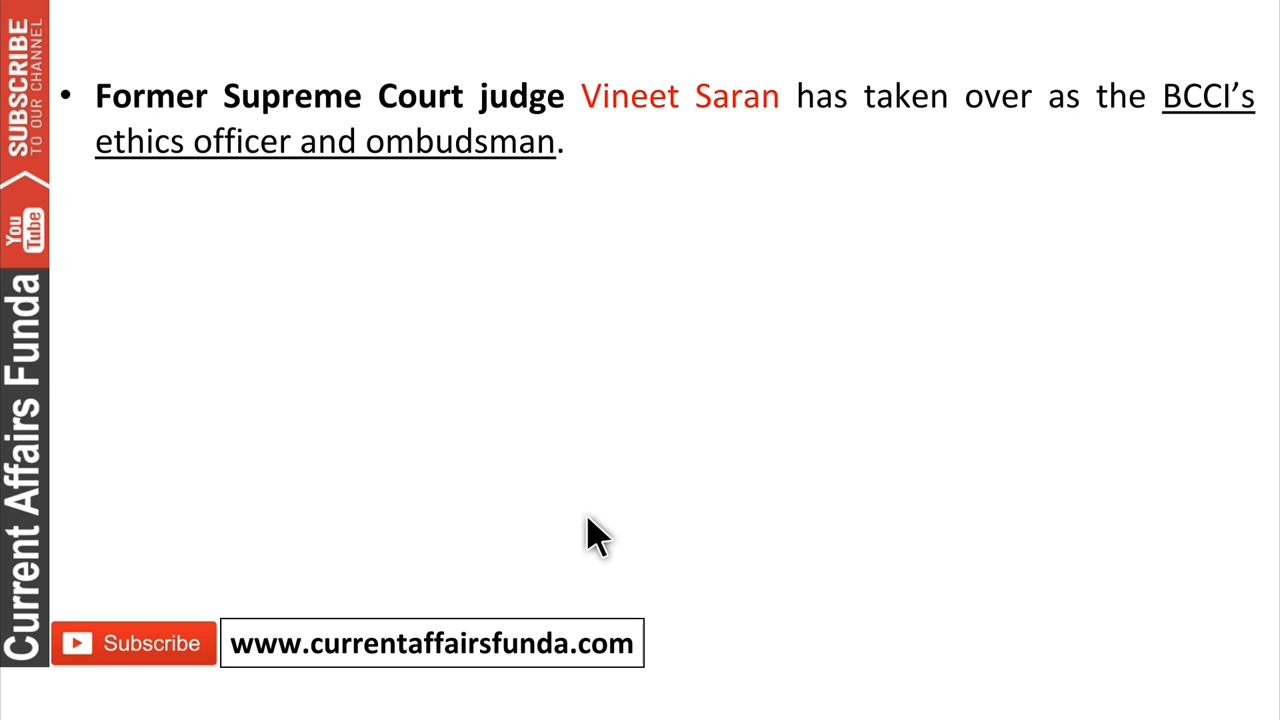 • Former Supreme Court judge Vineet Saran has taken over as the BCCI’s
ethics officer and ombudsman.
SUBSCRIBE
TO OUR CHANNEL
You
Tube
Current Affairs Funda
Subscribe
www.currentaffairsfunda.com